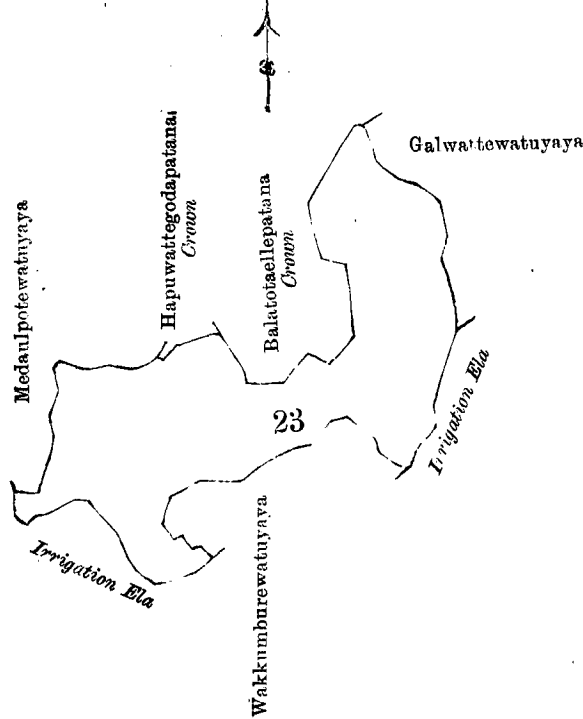 Galwattewatuyaya
Hapuwattegodapatana
Crown
Balatotaellepatana
Crown
Medaulpotewatuyaya
23
Irrigation Ela
Irrigation Ela
Wakkumburewatuyaya